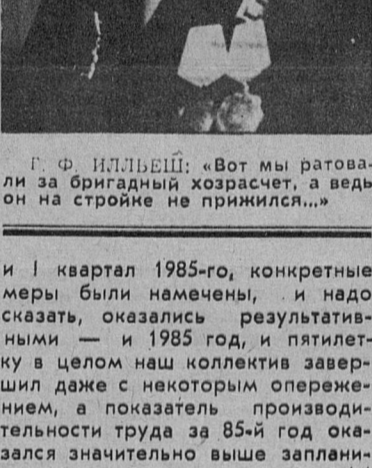 Г. Ф. ИЛЛЬЕШ: «Вот мы ратова-
ли за бригадный хозрасчет, а ведь
он на стройке не прижился...»
и I квартал 1985-го, конкретные
меры были намечены, и надо
сказать, оказались результатив-
ными — и 1985 год, и пятилет-
ку в целом наш коллектив завер-
шил даже с некоторым опереже-
нием, а показатель производи-
тельности труда за 85-й год ока-
зался значительно выше заплани-